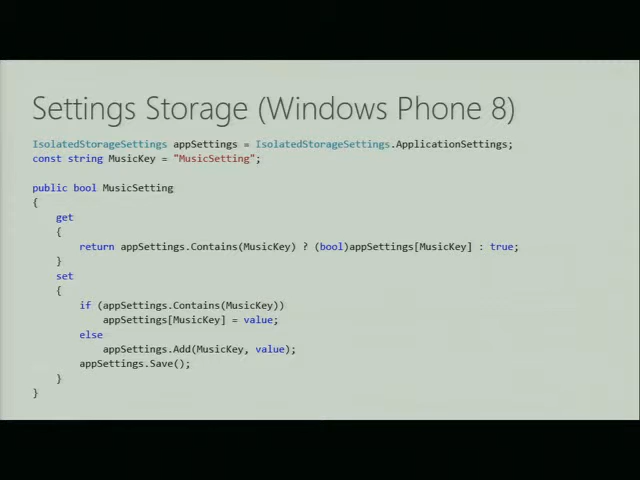 Settings Storage (Windows Phone 8)
IsolatedStorageSettings appSettings = IsolatedStorageSettings.ApplicationSettings;
const string MusicKey = "MusicSetting";
public bool MusicSetting
{
get
{
return appSettings.Contains(MusicKey) ? (bool)appSettings[MusicKey] : true;
}
set
{
if (appSettings.Contains(MusicKey))
appSettings[MusicKey] = value;
else
appSettings.Add(MusicKey, value);
appSettings.Save();
}
}